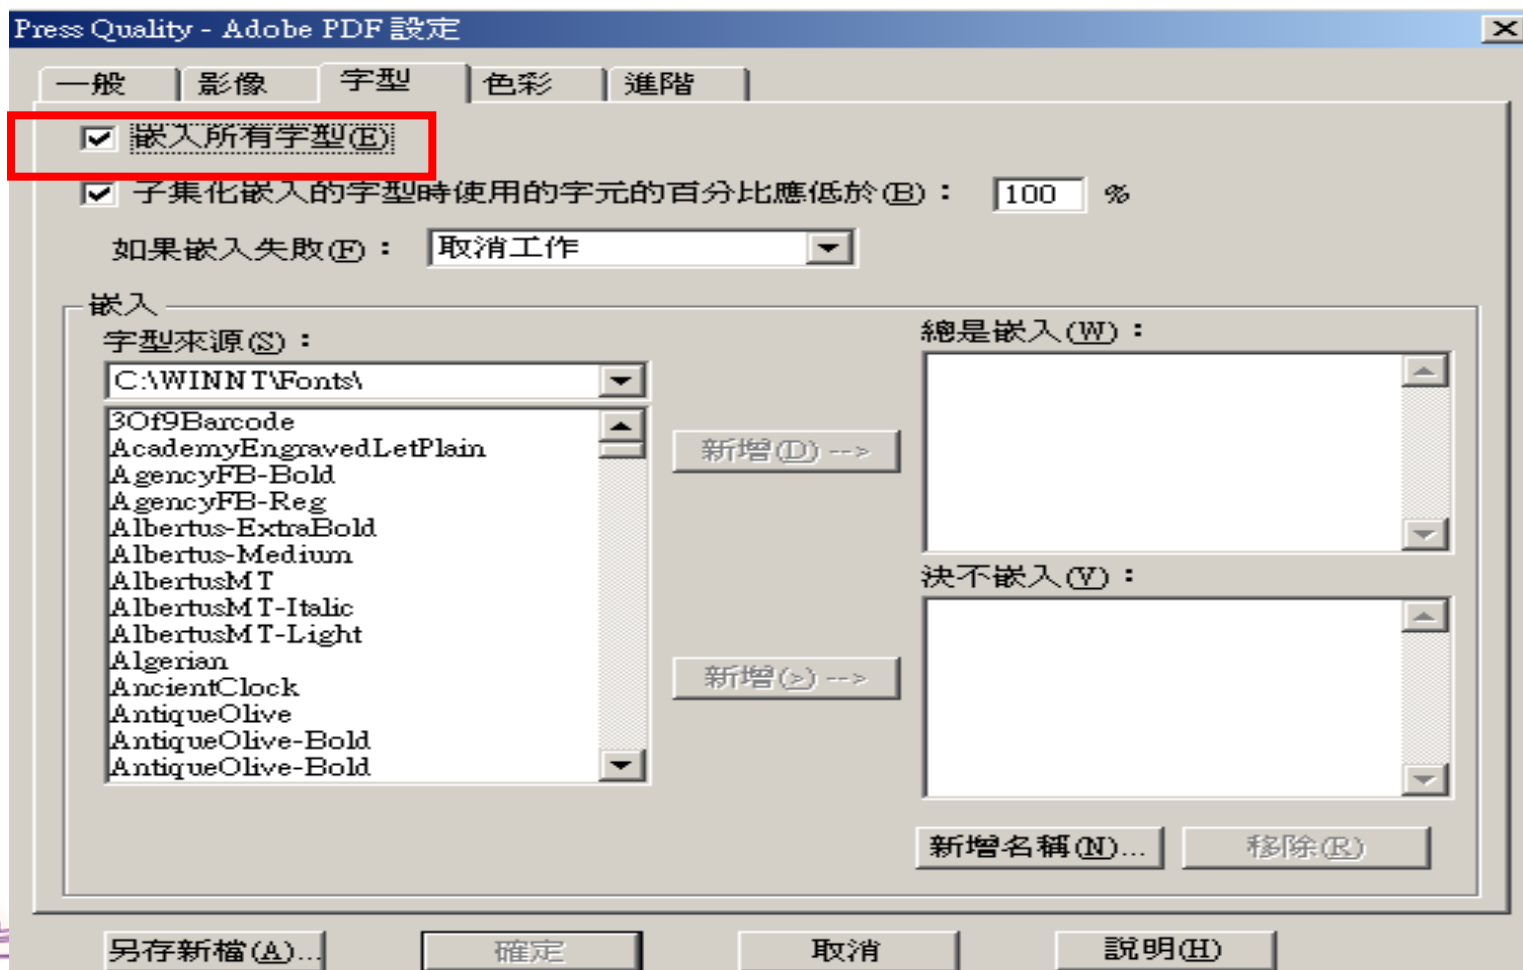 Press Quality - Adobe PDF 設定
一般 影像 字型 色彩 進階
嵌入所有字型(E)
子集化嵌入的字型時使用的字元的百分比應低於(B)： 100 %
如果嵌入失敗(F)： 取消工作
嵌入
字型來源(S)：
C:\WINNT\Fonts\
3Of9Barcode
AcademyEngravedLetPlain
AgencyFB-Bold
AgencyFB-Reg
Albertus-ExtraBold
Albertus-Medium
AlbertusMT
AlbertusMT-Italic
AlbertusMT-Light
Algerian
AncientClock
AntiqueOlive
AntiqueOlive-Bold
AntiqueOlive-Bold
新增(D) -->
新增(>) -->
總是嵌入(W)：
決不嵌入(V)：
新增名稱(N)... 移除(R)
另存新檔(A)... 確定 取消 說明(H)